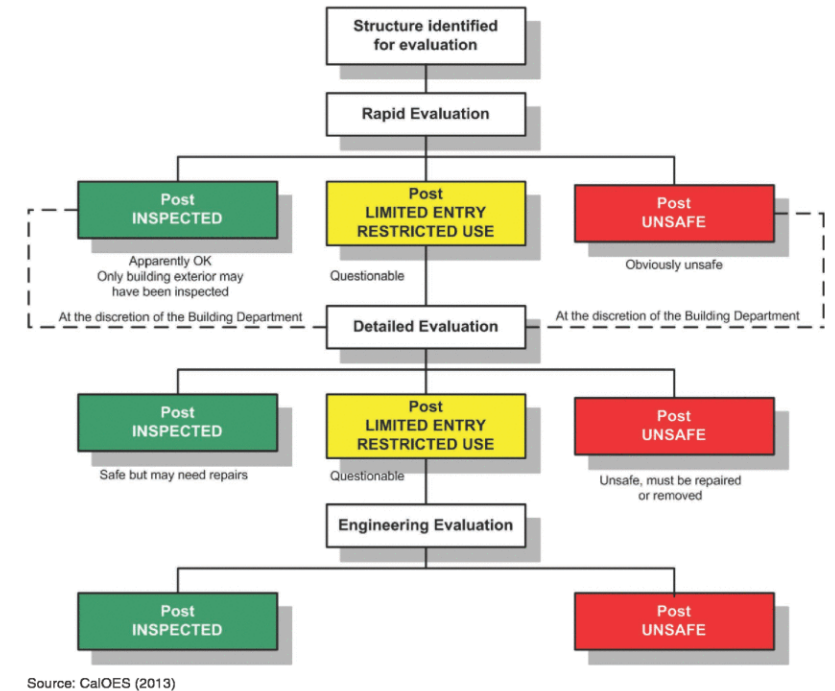 Structure identified
for evaluation
Rapid Evaluation
Post
INSPECTED
Post
LIMITED ENTRY
RESTRICTED USE
Post
UNSAFE
Apparently OK
Only building exterior may
have been inspected
Questionable
Obviously unsafe
At the discretion of the Building Department
Detailed Evaluation
At the discretion of the Building Department
Post
INSPECTED
Post
LIMITED ENTRY
RESTRICTED USE
Post
UNSAFE
Safe but may need repairs
Questionable
Unsafe, must be repaired
or removed
Engineering Evaluation
Post
INSPECTED
Post
UNSAFE
Source: CalOES (2013)